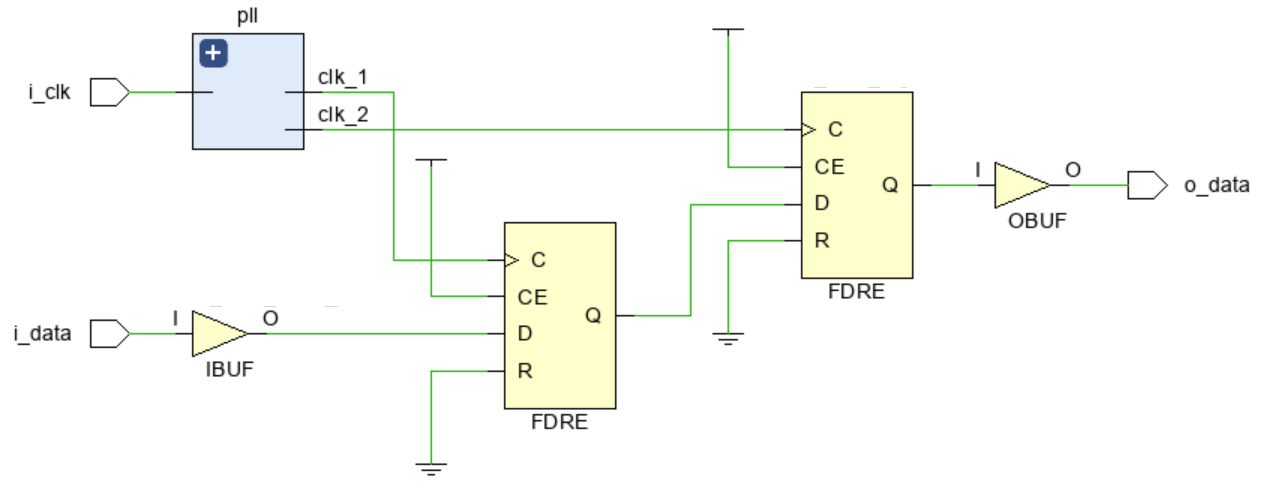 pll
i_clk
clk_1
clk_2
C
CE
D
R
Q
FDRE
I
O
OBUF
o_data
i_data
I
O
IBUF
C
CE
D
R
Q
FDRE